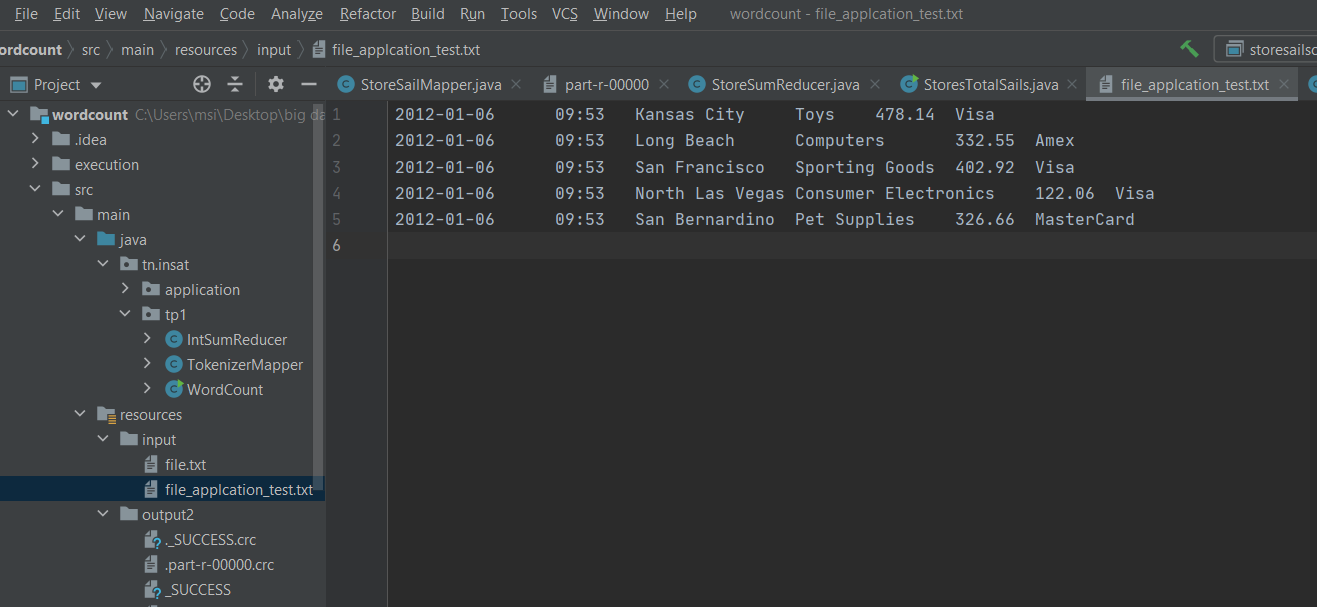 File Edit View Navigate Code Analyze Refactor Build Run Tools VCS Window Help wordcount - file_applcation_test.txt
ordcount src main resources input file_applcation_test.txt storesailsc
Project StoreSailMapper.java part-r-00000 StoreSumReducer.java StoresTotalSails.java file_applcation_test.txt
wordcount C:\Users\msi\Desktop\big da
.idea
execution
src
main
java
tn.insat
application
tp1
IntSumReducer
TokenizerMapper
WordCount
resources
input
file.txt
file_applcation_test.txt
output2
._SUCCESS.crc
.part-r-00000.crc
_SUCCESS
1 2012-01-06 09:53 Kansas City Toys 478.14 Visa
2 2012-01-06 09:53 Long Beach Computers 332.55 Amex
3 2012-01-06 09:53 San Francisco Sporting Goods 402.92 Visa
4 2012-01-06 09:53 North Las Vegas Consumer Electronics 122.06 Visa
5 2012-01-06 09:53 San Bernardino Pet Supplies 326.66 MasterCard
6